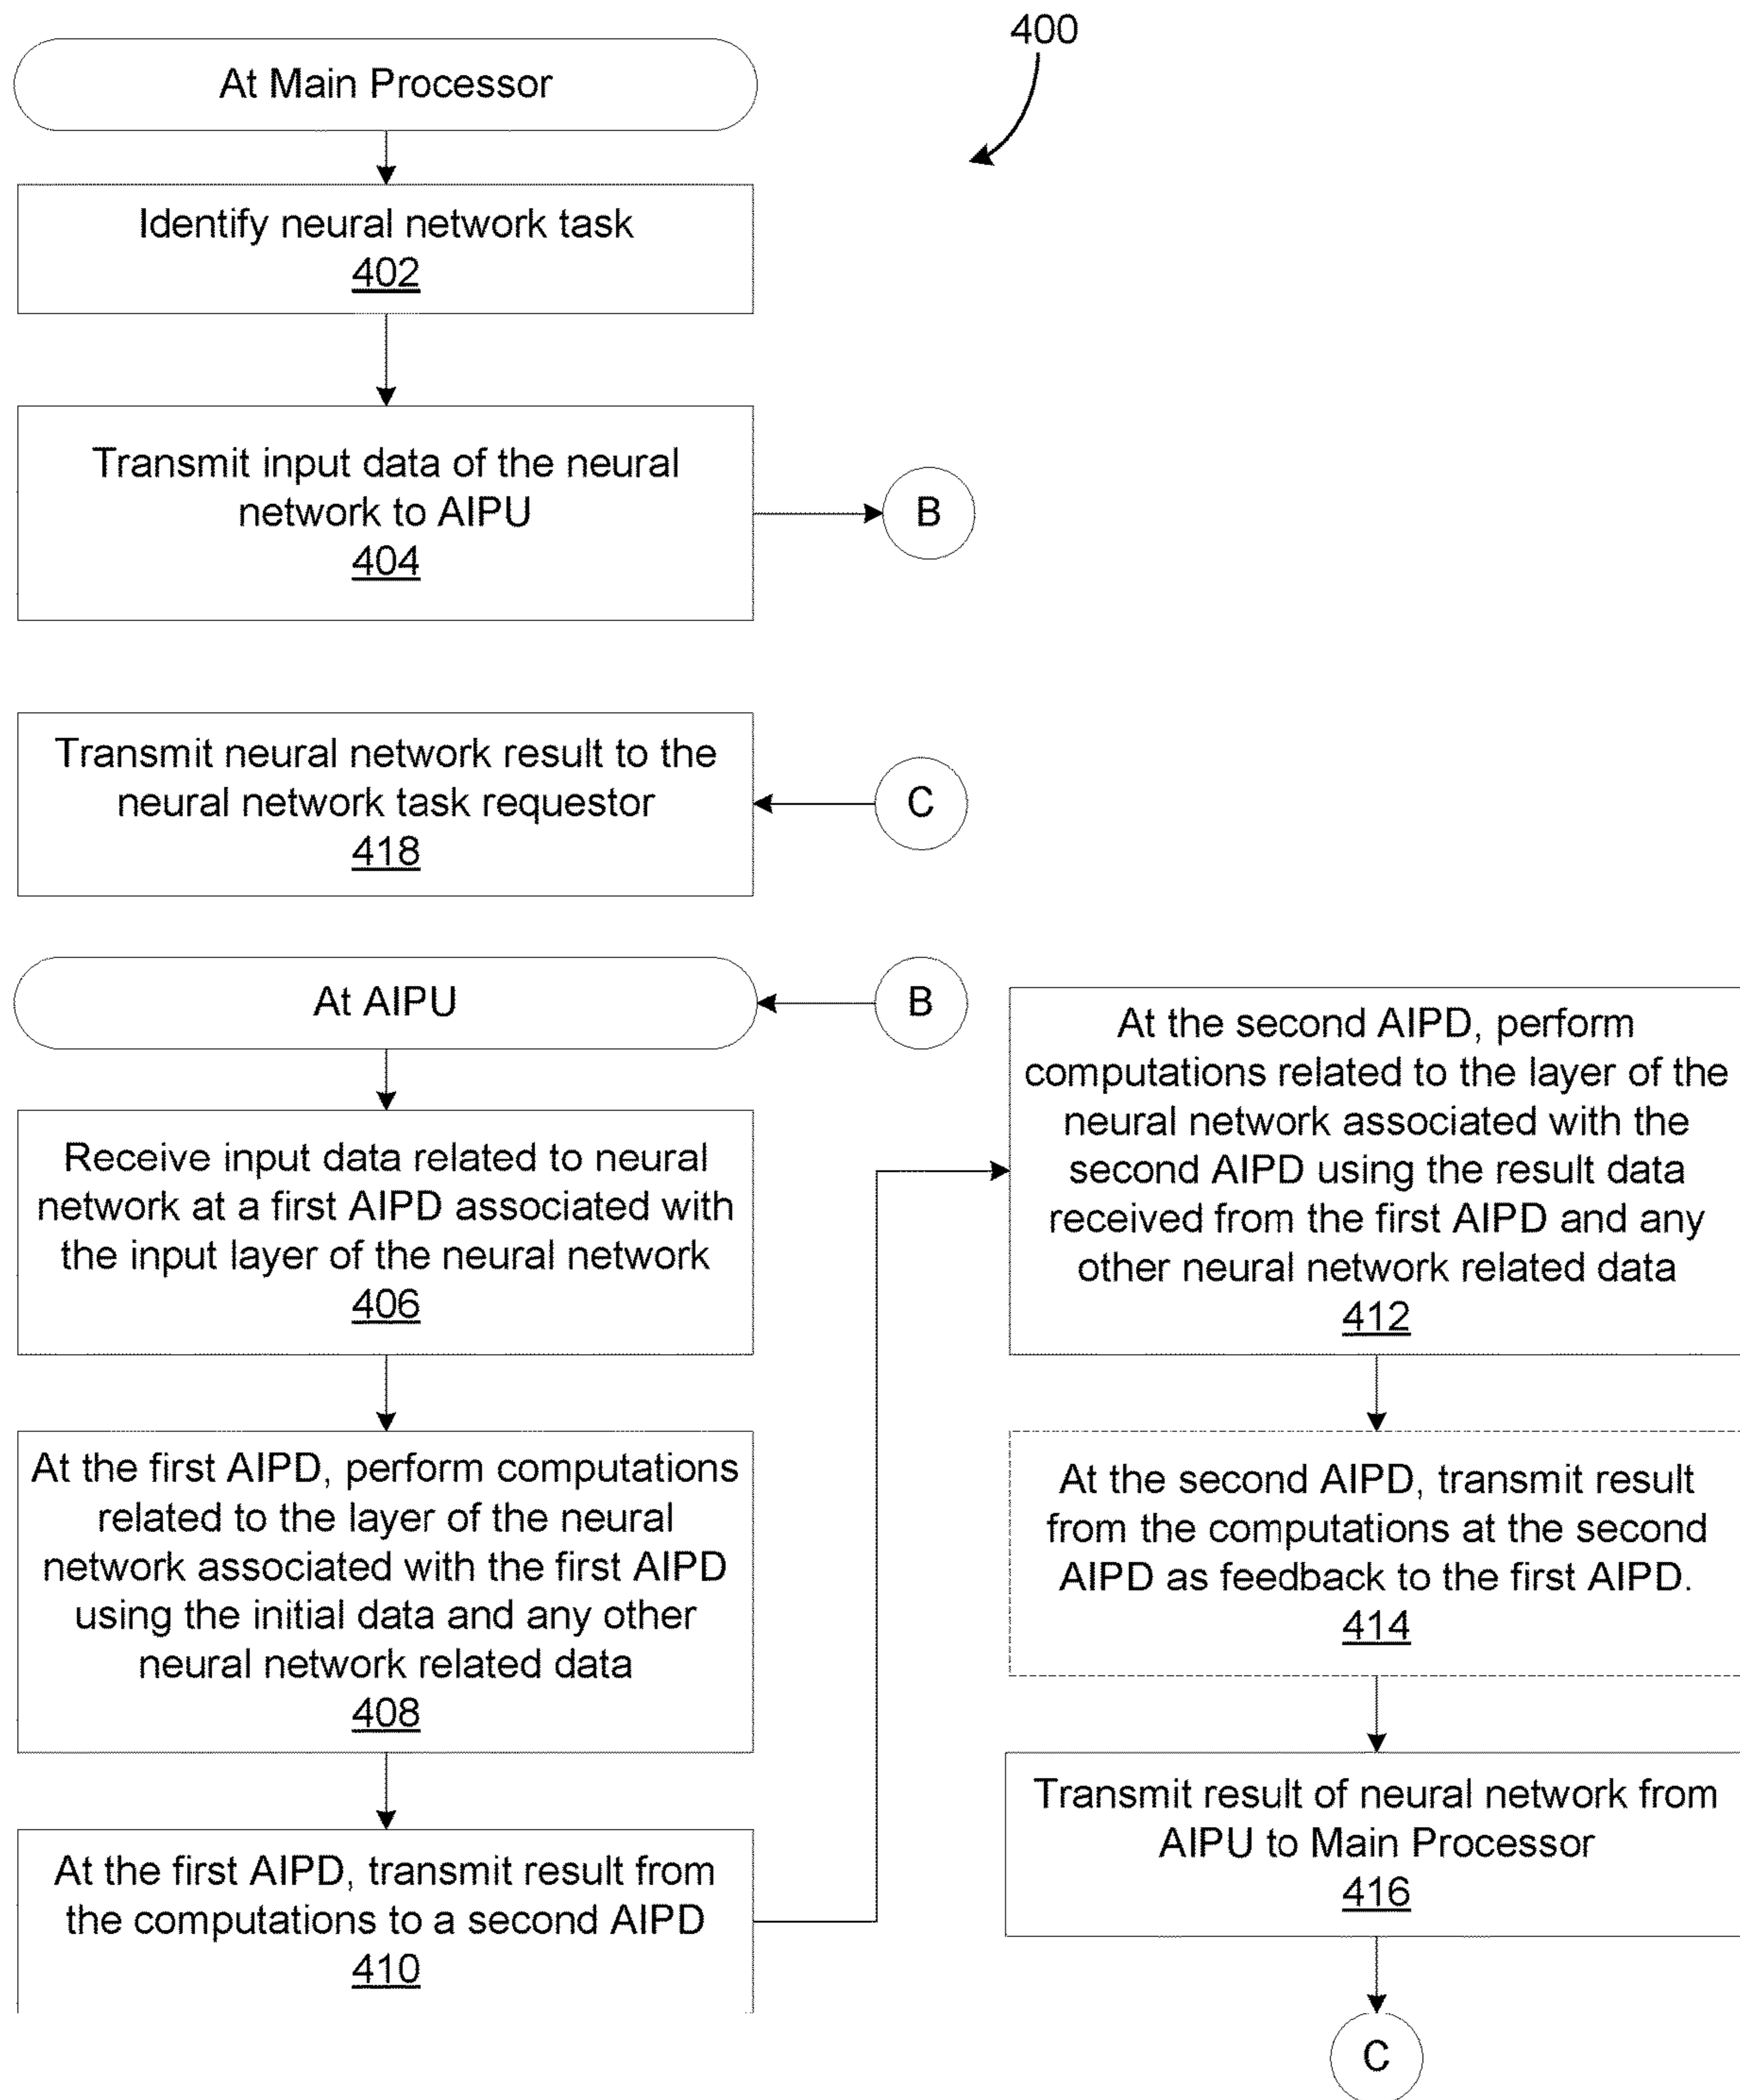 400
At Main Processor
Identify neural network task
402
Transmit input data of the neural
network to AIPU
404
B
Transmit neural network result to the
neural network task requestor
418
C
At AIPU
B
Receive input data related to neural
network at a first AIPD associated with
the input layer of the neural network
406
At the first AIPD, perform computations
related to the layer of the neural
network associated with the first AIPD
using the initial data and any other
neural network related data
408
At the first AIPD, transmit result from
the computations to a second AIPD
410
At the second AIPD, perform
computations related to the layer of the
neural network associated with the
second AIPD using the result data
received from the first AIPD and any
other neural network related data
412
At the second AIPD, transmit result
from the computations at the second
AIPD as feedback to the first AIPD.
414
Transmit result of neural network from
AIPU to Main Processor
416
C